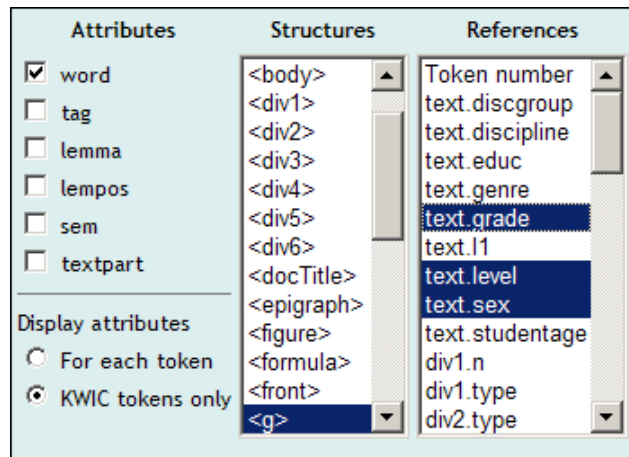 Attributes
word
tag
lemma
lempos
sem
textpart
Display attributes
For each token
KWIC tokens only
Structures
<body>
<div1>
<div2>
<div3>
<div4>
<div5>
<div6>
<docTitle>
<epigraph>
<figure>
<formula>
<front>
<g>
References
Token number
text.discgroup
text.discipline
text.educ
text.genre
text.grade
text.l1
text.level
text.sex
text.studentage
div1.n
div1.type
div2.type